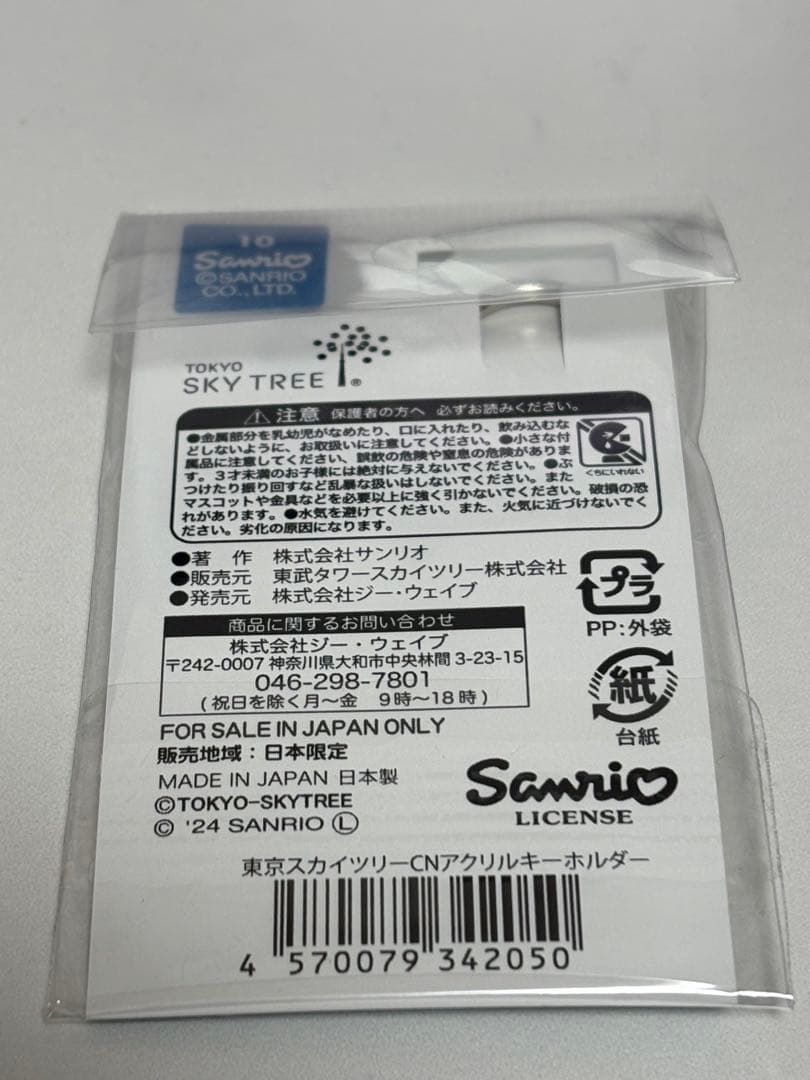 10
Sanrio
©SANRIO
CO.,LTD.
TOKYO
SKY TREE®
注意 保護者の方へ 必ずお読みください。
●金属部分を乳幼児がなめたり、口に入れたり、飲み込むな
どしないように、お取扱いに注意してください。●小さな付
属品に注意してください。誤飲の危険や窒息の危険がありま
す。3才未満のお子様には絶対に与えないでください。●ぶ
つけたり振り回すなど乱暴な扱いはしないでください。また
マスコットや金具などを必要以上に強く引かないでください。破損の恐
れがあります。●水気を避けてください。また、火気に近づけないでく
ださい。劣化の原因になります。
くちにいれない
●著 作 株式会社サンリオ
●販売元 東武タワースカイツリー株式会社
●発売元 株式会社ジー・ウェイブ
プラ
PP:外袋
商品に関するお問い合わせ
株式会社ジー・ウェイブ
〒242-0007 神奈川県大和市中央林間 3-23-15
046-298-7801
(祝日を除く月～金 9時～18時)
紙
台紙
FOR SALE IN JAPAN ONLY
販売地域:日本限定
MADE IN JAPAN 日本製
©TOKYO-SKYTREE
© '24 SANRIO Ⓛ
Sanrio
LICENSE
東京スカイツリーCNアクリルキーホルダー
4 570079 342050